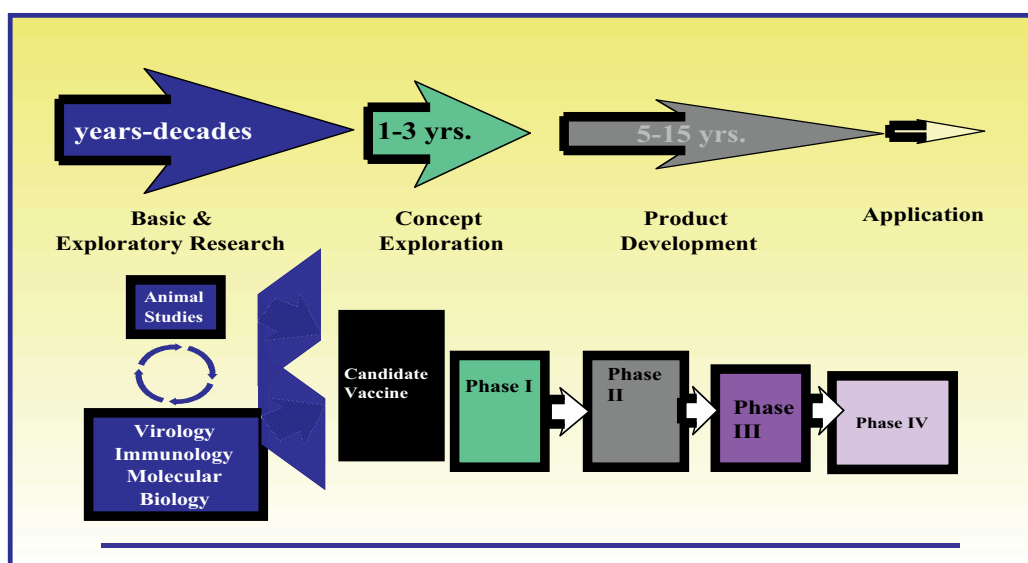 years-decades
1-3 yrs.
5-15 yrs.
Basic &
Exploratory Research
Concept
Exploration
Product
Development
Application
Animal
Studies
Virology
Immunology
Molecular
Biology
Candidate
Vaccine
Phase I
Phase
II
Phase
III
Phase IV